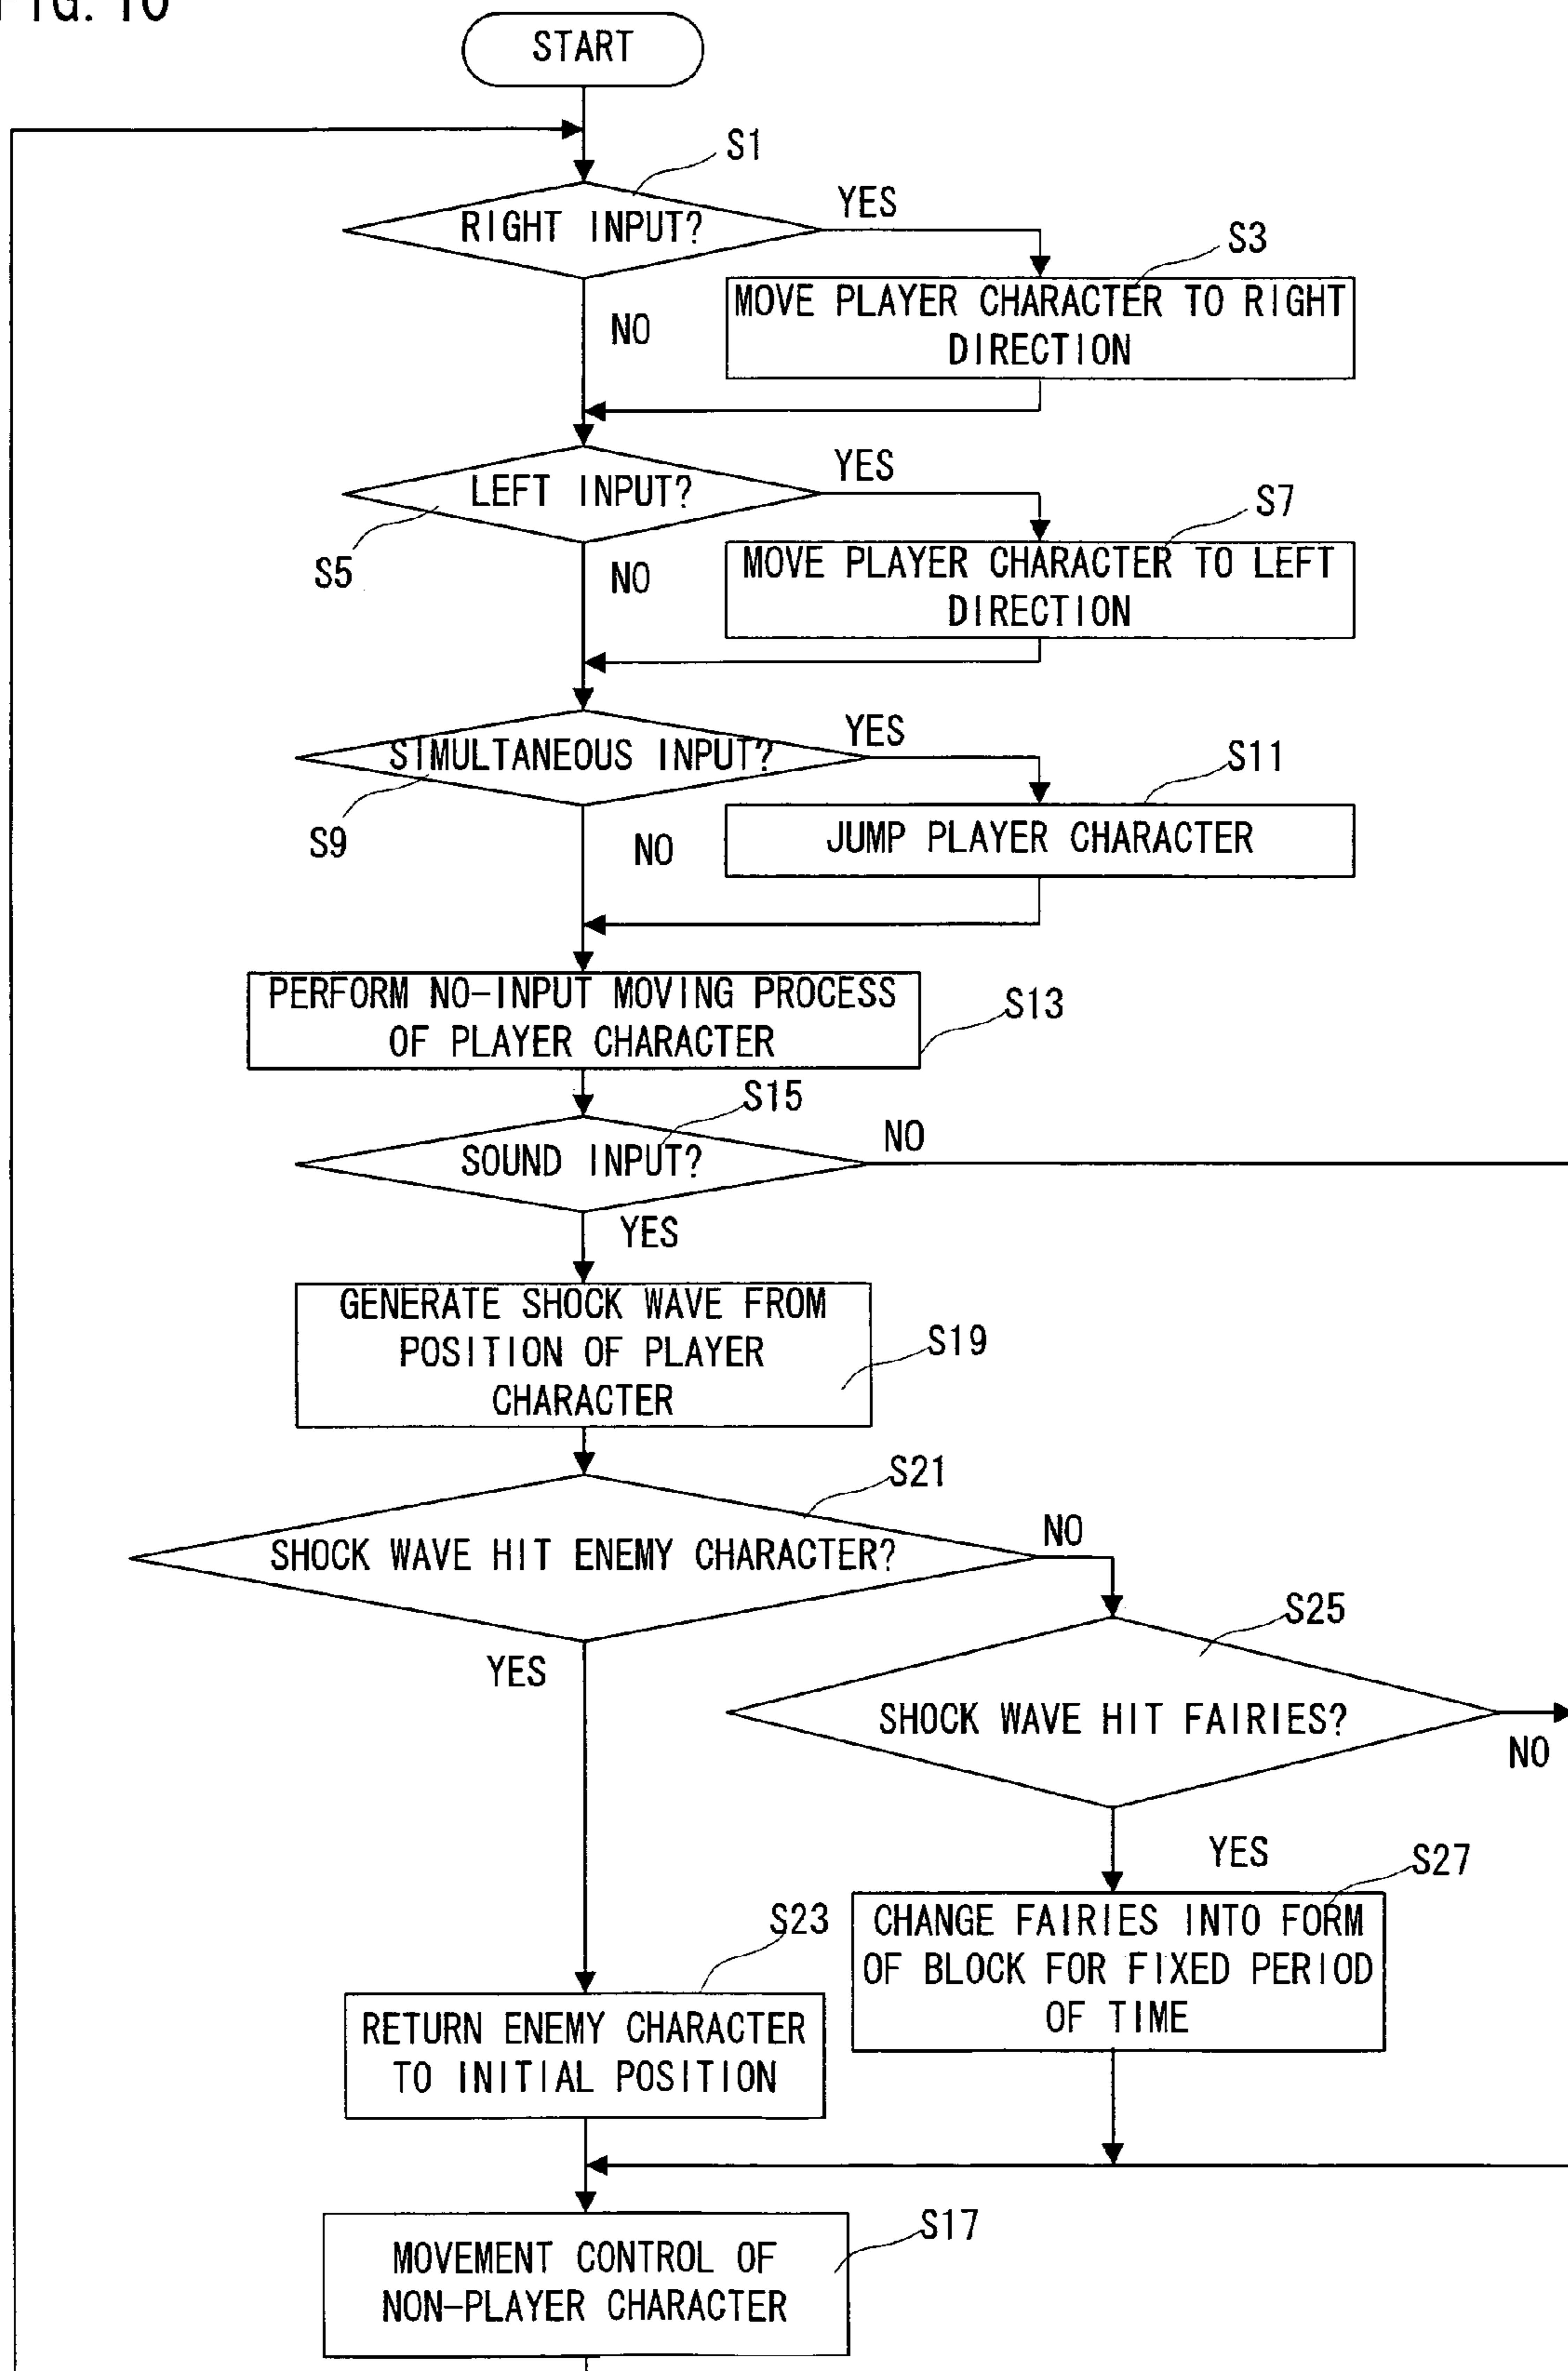 FIG. 10
START
S1
RIGHT INPUT?
YES
S3
MOVE PLAYER CHARACTER TO RIGHT
DIRECTION
NO
LEFT INPUT?
YES
S7
S5
NO
MOVE PLAYER CHARACTER TO LEFT
DIRECTION
SIMULTANEOUS INPUT?
YES
S11
S9
NO
JUMP PLAYER CHARACTER
PERFORM NO-INPUT MOVING PROCESS
OF PLAYER CHARACTER
S13
S15
SOUND INPUT?
NO
YES
GENERATE SHOCK WAVE FROM
POSITION OF PLAYER
CHARACTER
S19
S21
SHOCK WAVE HIT ENEMY CHARACTER?
NO
YES
S25
SHOCK WAVE HIT FAIRIES?
NO
YES
S27
CHANGE FAIRIES INTO FORM
OF BLOCK FOR FIXED PERIOD
OF TIME
S23
RETURN ENEMY CHARACTER
TO INITIAL POSITION
S17
MOVEMENT CONTROL OF
NON-PLAYER CHARACTER